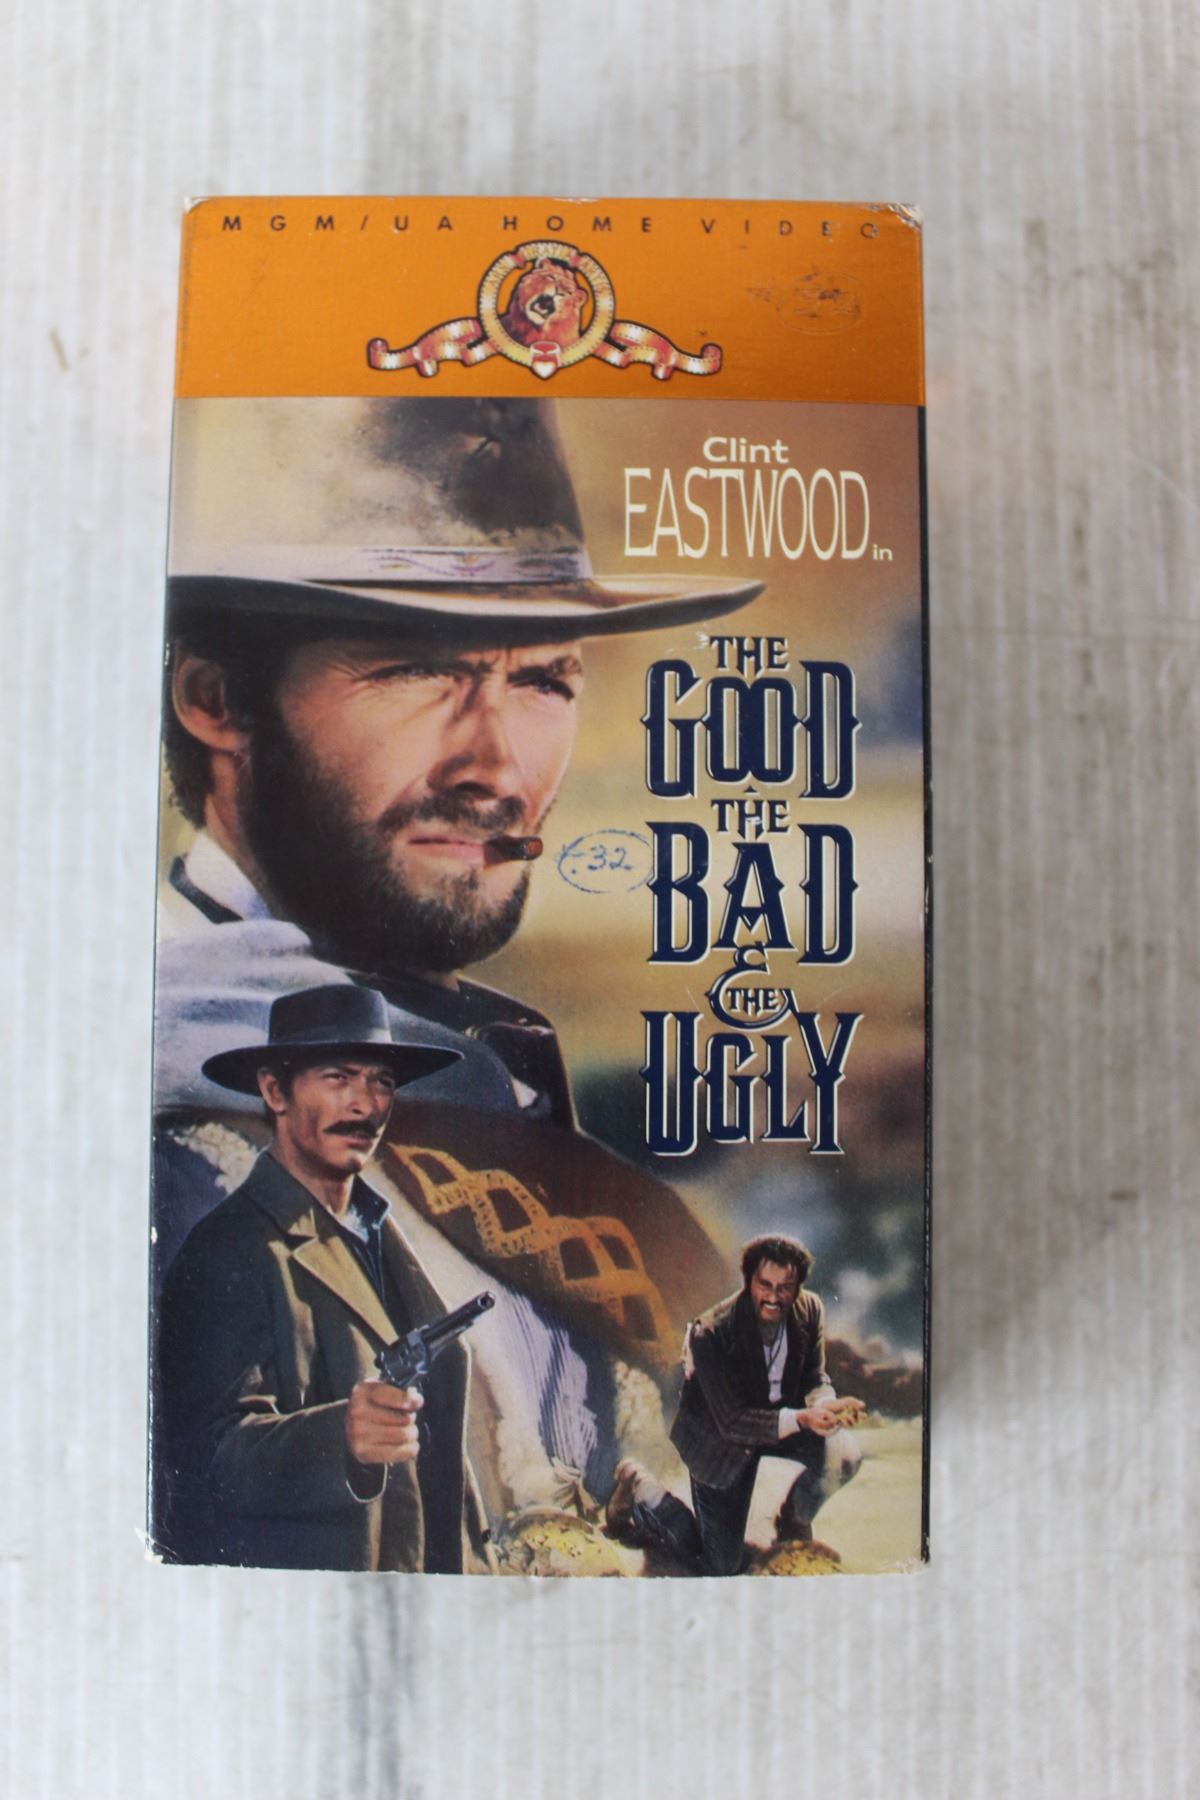 MGM/UA HOME VIDEO
Clint
EASTWOOD in
THE
GOOD
THE
BAD
& THE
UGLY
32